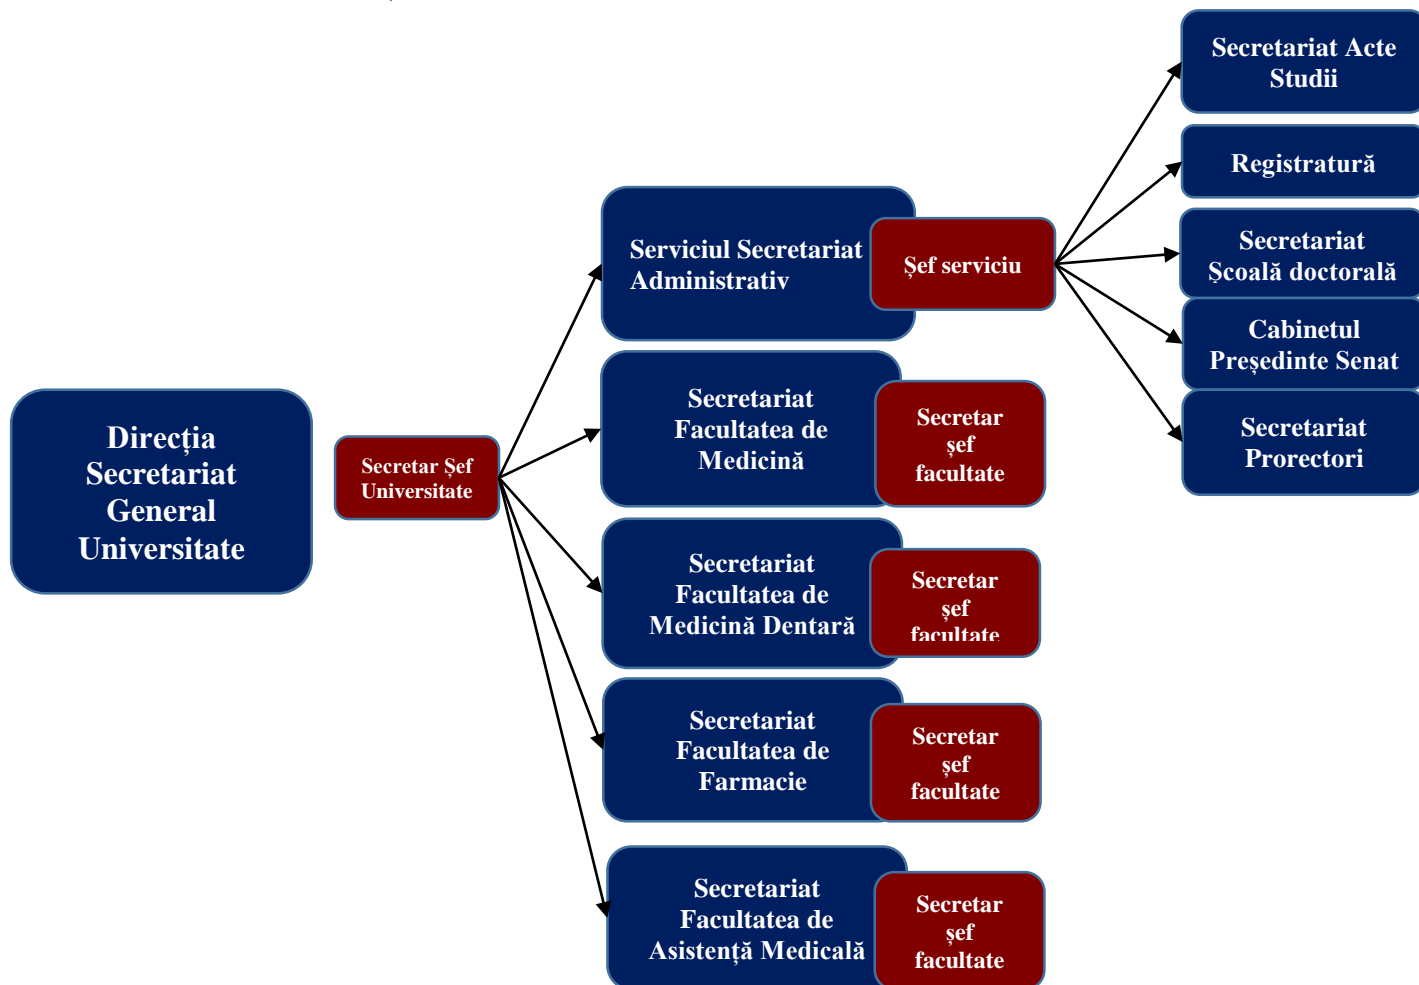 Direcția
Secretariat
General
Universitate
Secretar Șef
Universitate
Serviciul Secretariat
Administrativ
Șef serviciu
Secretariat Acte
Studii
Registratură
Secretariat
Școală doctorală
Cabinetul
Președinte Senat
Secretariat
Prorectori
Secretariat
Facultatea de
Medicină
Secretar
șef
facultate
Secretariat
Facultatea de
Medicină Dentară
Secretar
șef
facultate
Secretariat
Facultatea de
Farmacie
Secretar
șef
facultate
Secretariat
Facultatea de
Asistență Medicală
Secretar
șef
facultate